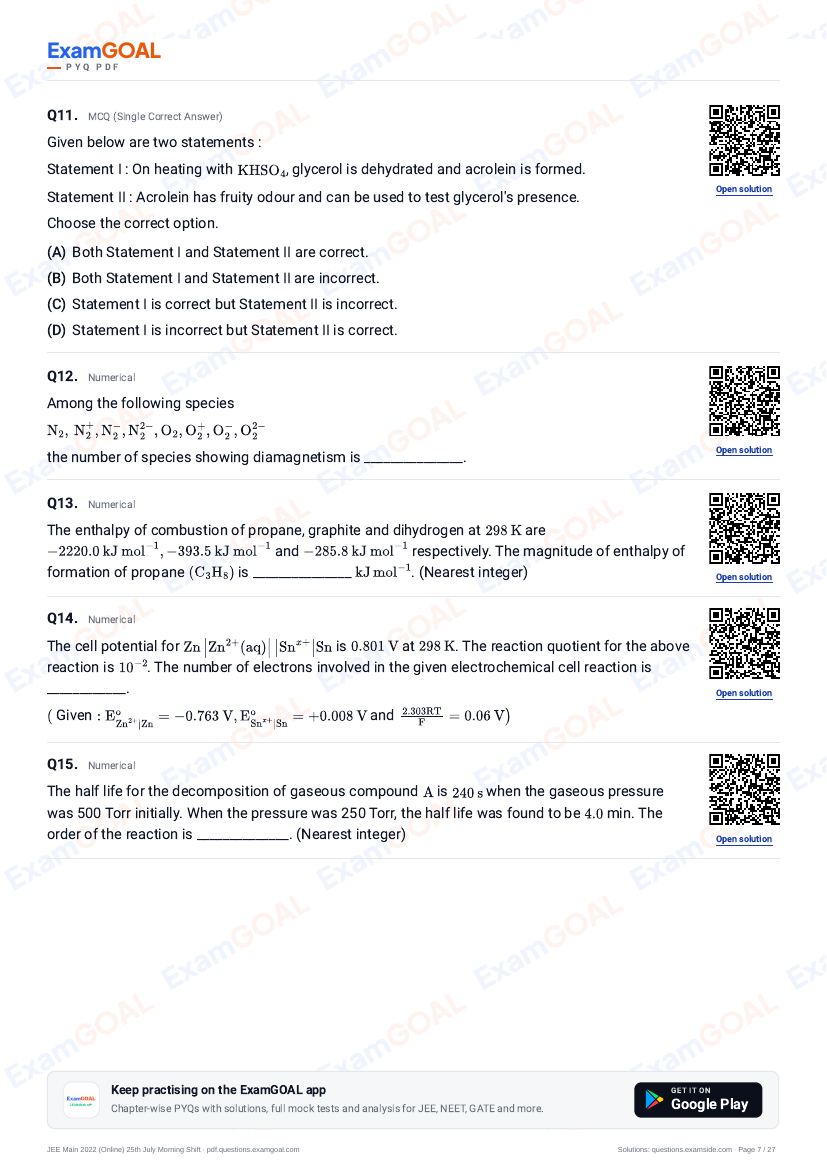 ExamGOAL
PYQ PDF
Q11. MCQ (Single Correct Answer)
Given below are two statements :
Statement I : On heating with KHSO₄, glycerol is dehydrated and acrolein is formed.
Statement II : Acrolein has fruity odour and can be used to test glycerol's presence.
Choose the correct option.
(A) Both Statement I and Statement II are correct.
(B) Both Statement I and Statement II are incorrect.
(C) Statement I is correct but Statement II is incorrect.
(D) Statement I is incorrect but Statement II is correct.
Open solution
Q12. Numerical
Among the following species
N₂, N₂⁺, N₂⁻, N₂²⁻, O₂, O₂⁺, O₂⁻, O₂²⁻
the number of species showing diamagnetism is _______________.
Open solution
Q13. Numerical
The enthalpy of combustion of propane, graphite and dihydrogen at 298 K are
−2220.0 kJ mol⁻¹, −393.5 kJ mol⁻¹ and −285.8 kJ mol⁻¹ respectively. The magnitude of enthalpy of
formation of propane (C₃H₈) is _______________ kJ mol⁻¹. (Nearest integer)
Open solution
Q14. Numerical
The cell potential for Zn |Zn²⁺(aq)| |Snˣ⁺|Sn is 0.801 V at 298 K. The reaction quotient for the above
reaction is 10⁻². The number of electrons involved in the given electrochemical cell reaction is
____________.
( Given : E°Zn²⁺|Zn = −0.763 V, E°Snˣ⁺|Sn = +0.008 V and 2.303RT/F = 0.06 V)
Open solution
Q15. Numerical
The half life for the decomposition of gaseous compound A is 240 s when the gaseous pressure
was 500 Torr initially. When the pressure was 250 Torr, the half life was found to be 4.0 min. The
order of the reaction is ______________. (Nearest integer)
Open solution
Keep practising on the ExamGOAL app
Chapter-wise PYQs with solutions, full mock tests and analysis for JEE, NEET, GATE and more.
GET IT ON
Google Play
JEE Main 2022 (Online) 25th July Morning Shift · pdf.questions.examgoal.com
Solutions: questions.examside.com · Page 7 / 27